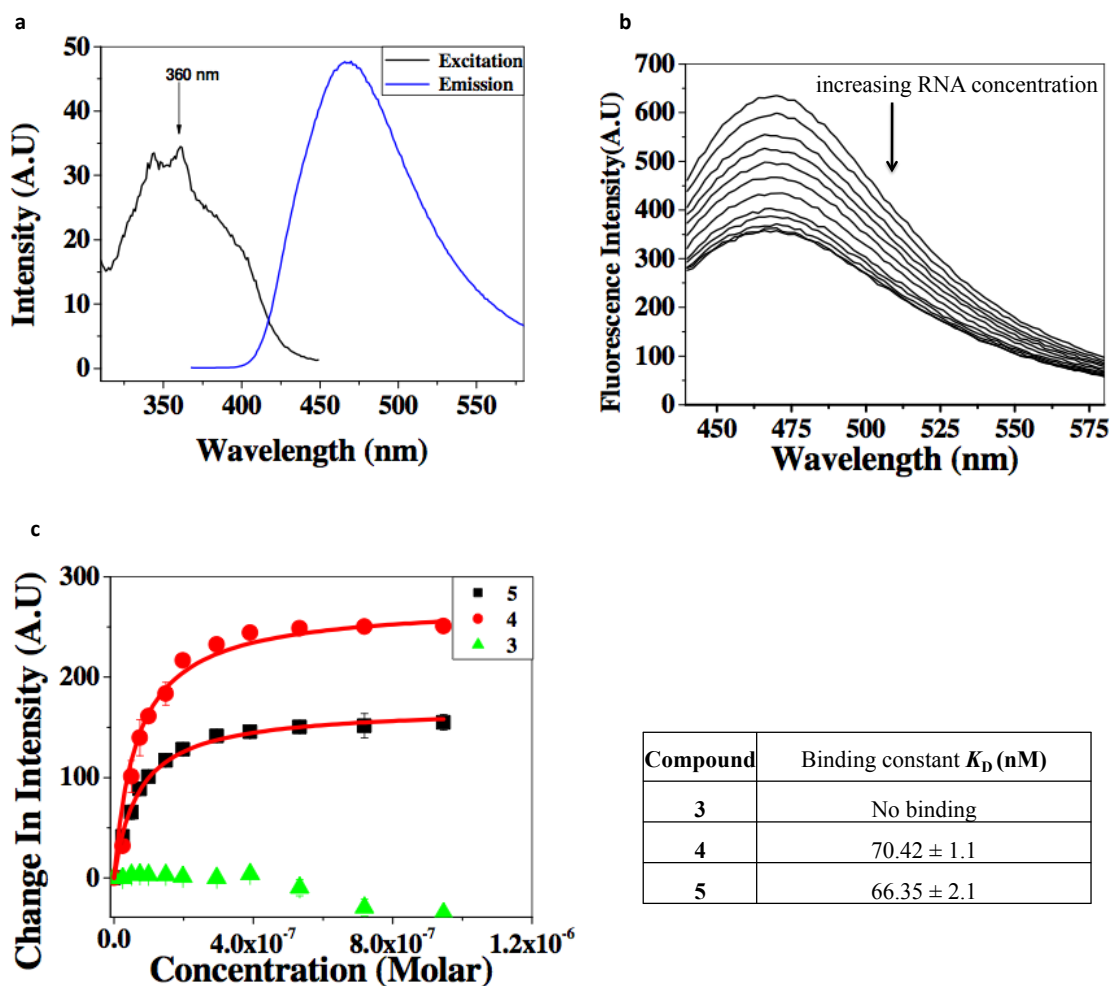 a
50
40
30
20
10
0
Intensity (A.U)
360 nm
Excitation
Emission
350 400 450 500 550
Wavelength (nm)
b
700
600
500
400
300
200
100
0
Fluorescence Intensity(A.U)
increasing RNA concentration
450 475 500 525 550 575
Wavelength (nm)
c
300
200
100
0
Change In Intensity (A.U)
5
4
3
0.0 4.0x10⁻⁷ 8.0x10⁻⁷ 1.2x10⁻⁶
Concentration (Molar)
Compound Binding constant K_D (nM)
3 No binding
4 70.42 ± 1.1
5 66.35 ± 2.1